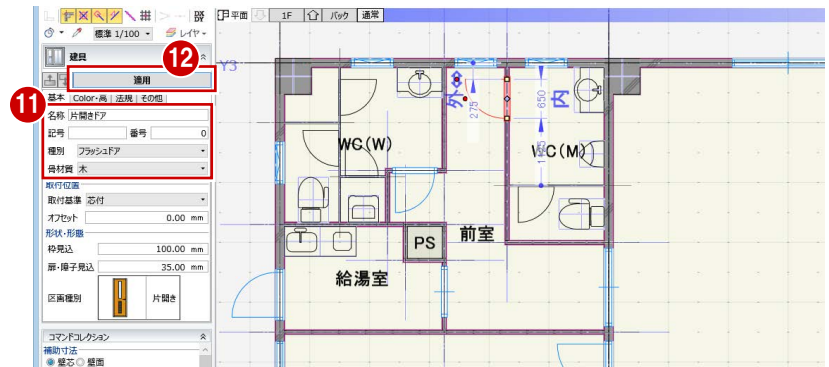 標準 1/100
レイヤ
平面
1F
バック
通常
建具
12
適用
11
基本 Color・高 法規 その他
名称 片開きドア
記号 番号 0
種別 フラッシュドア
骨材質 木
取付位置
取付基準 芯付
オフセット 0.00 mm
形状・形態
枠見込 100.00 mm
扉・障子見込 35.00 mm
区画種別 片開き
コマンドコレクション
補助寸法
壁芯 壁面
Y3
外
275
650
内
WC(W)
WC(M)
PS
前室
給湯室